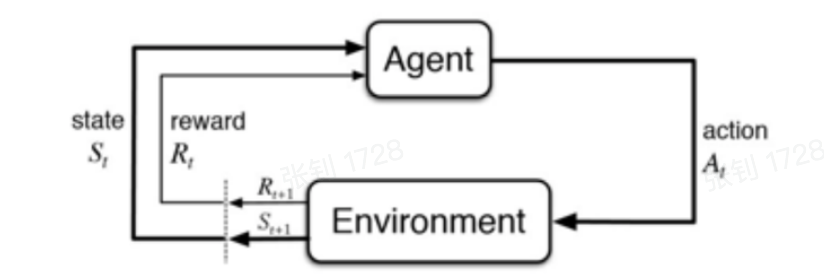 Agent
state
S_t
reward
R_t
action
A_t
R_{t+1}
S_{t+1}
Environment
张钊 1728
张钊 1728